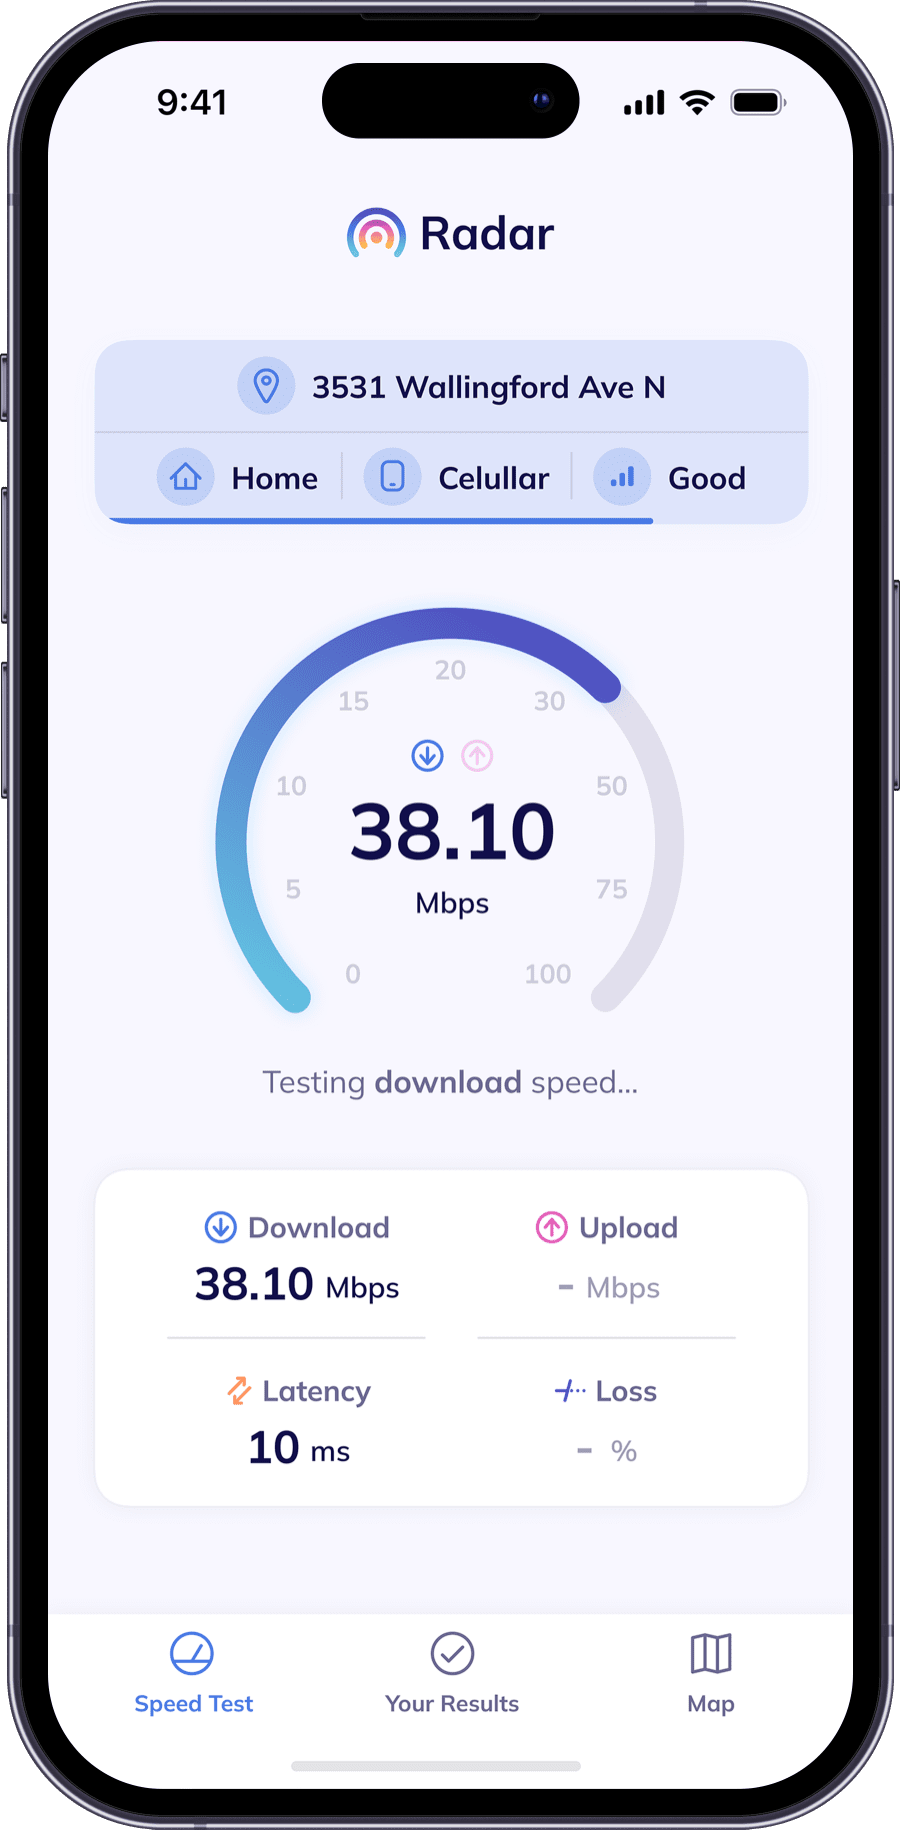 9:41
Radar
3531 Wallingford Ave N
Home Celullar Good
20
15 30
10 50
38.10
5 75
Mbps
0 100
Testing download speed...
Download Upload
38.10 Mbps - Mbps
Latency Loss
10 ms - %
Speed Test Your Results Map